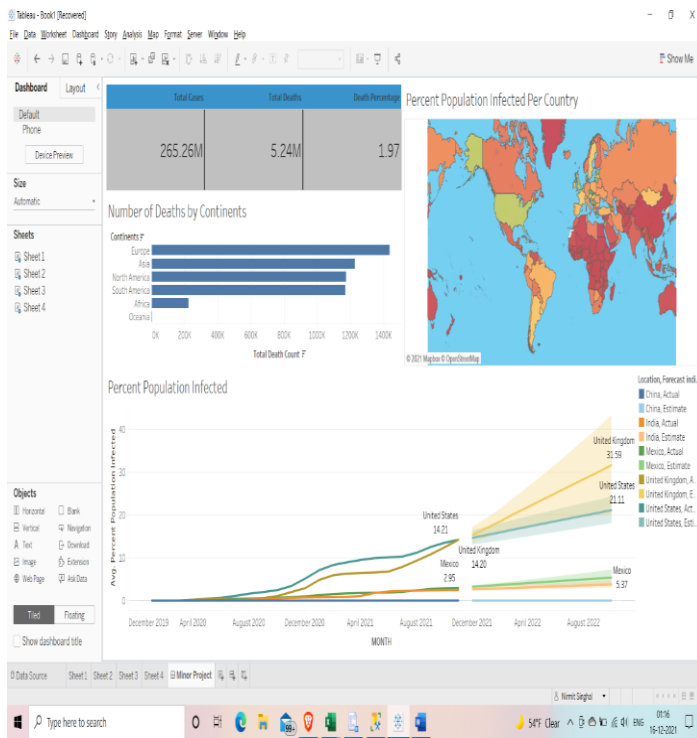 Tableau - Book1 [Recovered]
File Data Worksheet Dashboard Story Analysis Map Format Server Window Help
Show Me
Dashboard Layout
Default
Phone
Device Preview
Size
Automatic
Sheets
Sheet 1
Sheet 2
Sheet 3
Sheet 4
Objects
Horizontal Blank
Vertical Navigation
Text Download
Image Extension
Web Page Ask Data
Tiled Floating
Show dashboard title
Total Cases Total Deaths Death Percentage
265.26M 5.24M 1.97
Number of Deaths by Continents
Continents
Europe
Asia
North America
South America
Africa
Oceania
0K 200K 400K 600K 800K 1000K 1200K 1400K
Total Death Count
Percent Population Infected Per Country
© 2021 Mapbox © OpenStreetMap
Percent Population Infected
Avg. Percent Population Infected
40
30
20
10
0
United Kingdom
31.59
United States
21.11
United States
14.21
United Kingdom
14.20
Mexico
2.95
Mexico
5.37
December 2019 April 2020 August 2020 December 2020 April 2021 August 2021 December 2021 April 2022 August 2022
MONTH
Location, Forecast indi..
China, Actual
China, Estimate
India, Actual
India, Estimate
Mexico, Actual
Mexico, Estimate
United Kingdom, A..
United Kingdom, E..
United States, Act..
United States, Esti..
Data Source Sheet 1 Sheet 2 Sheet 3 Sheet 4 Minor Project
Nimit Singhal
Type here to search
99+
54°F Clear
ENG
01:16
16-12-2021